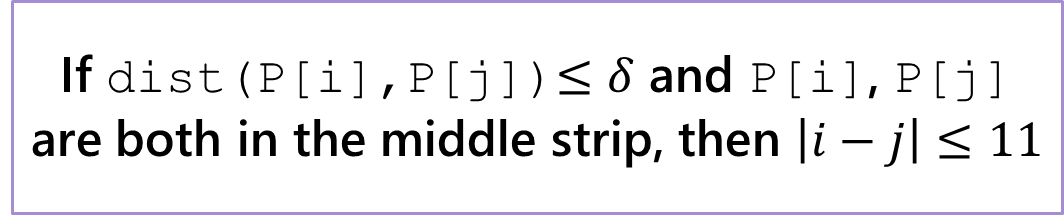 If dist(P[i],P[j])≤ 𝛿 and P[i], P[j]
are both in the middle strip, then |𝑖 − 𝑗| ≤ 11